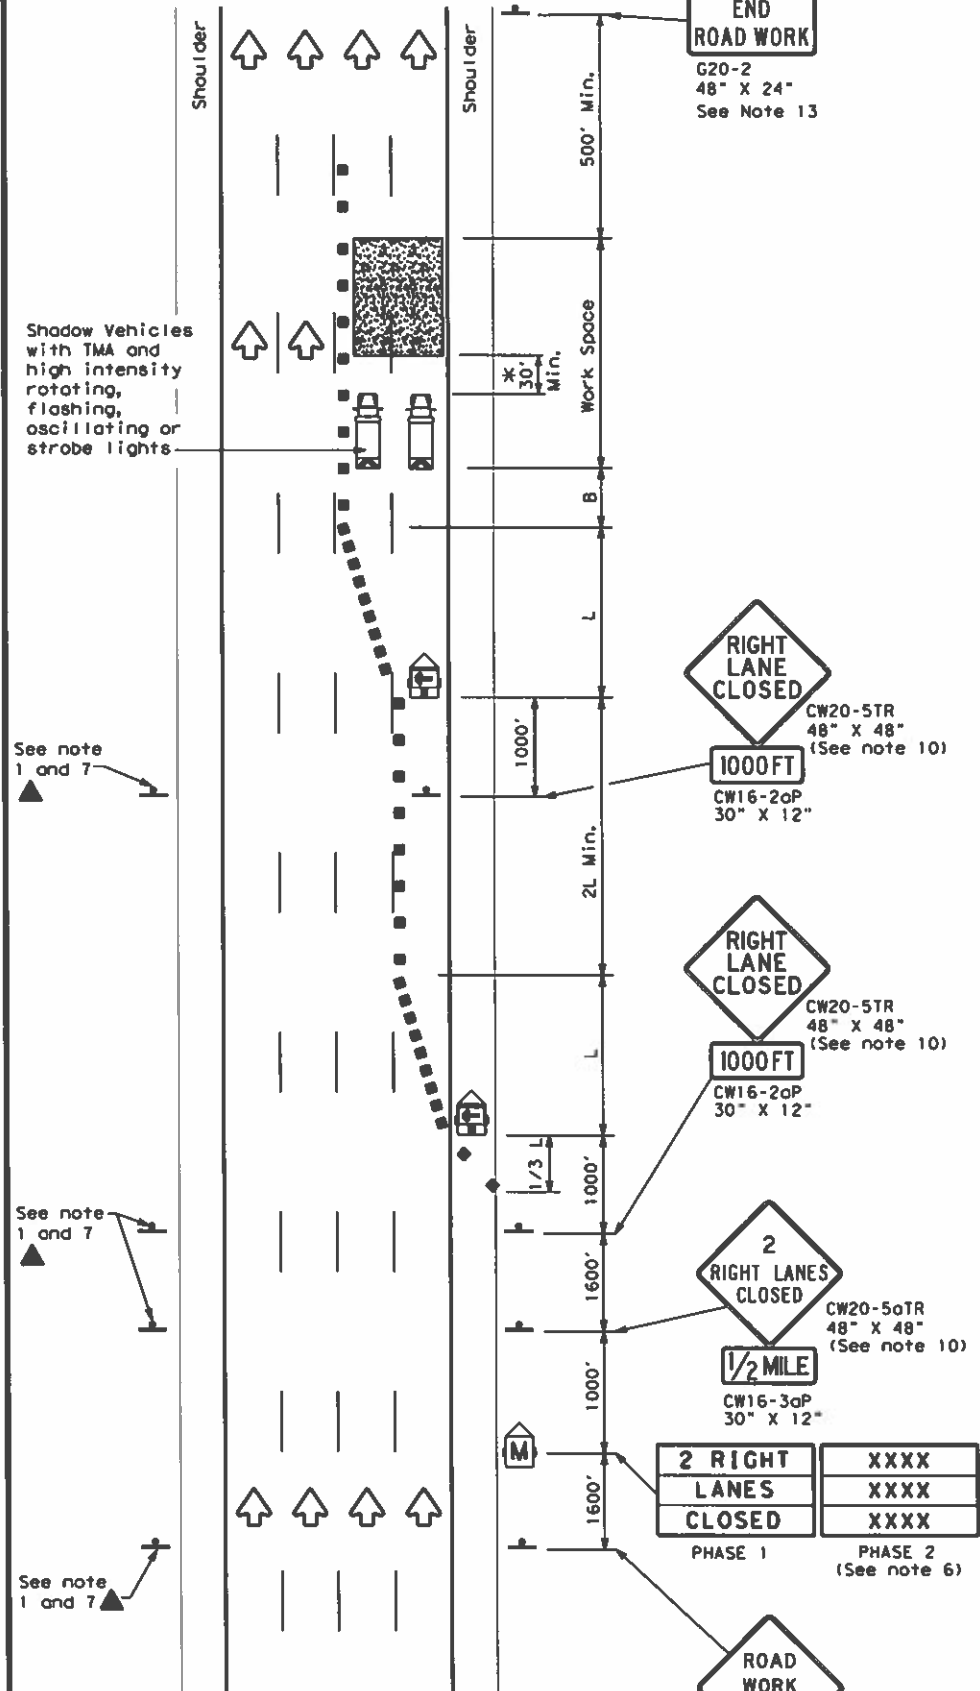 END
ROAD WORK
G20-2
48" X 24"
See Note 13
Shoulder
Shoulder
500' Min.
Shadow Vehicles
with TMA and
high intensity
rotating,
flashing,
oscillating or
strobe lights
*
30'
Min.
Work Space
B
L
RIGHT
LANE
CLOSED
CW20-5TR
48" X 48"
(See note 10)
1000 FT
CW16-2aP
30" X 12"
1000'
See note
1 and 7
2L Min.
RIGHT
LANE
CLOSED
CW20-5TR
48" X 48"
(See note 10)
1000 FT
CW16-2aP
30" X 12"
L
1/3 L
1000'
See note
1 and 7
1600'
2
RIGHT LANES
CLOSED
CW20-5aTR
48" X 48"
(See note 10)
1/2 MILE
CW16-3aP
30" X 12"
1000'
M
2 RIGHT
LANES
CLOSED
PHASE 1
XXXX
XXXX
XXXX
PHASE 2
(See note 6)
1600'
See note
1 and 7
ROAD
WORK